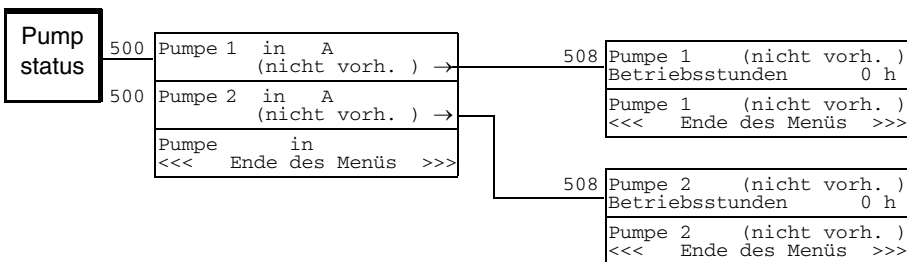 Pump
status
500
Pumpe 1 in A
(nicht vorh. ) →
500
Pumpe 2 in A
(nicht vorh. ) →
Pumpe in
<<< Ende des Menüs >>>
508
Pumpe 1 (nicht vorh. )
Betriebsstunden 0 h
Pumpe 1 (nicht vorh. )
<<< Ende des Menüs >>>
508
Pumpe 2 (nicht vorh. )
Betriebsstunden 0 h
Pumpe 2 (nicht vorh. )
<<< Ende des Menüs >>>